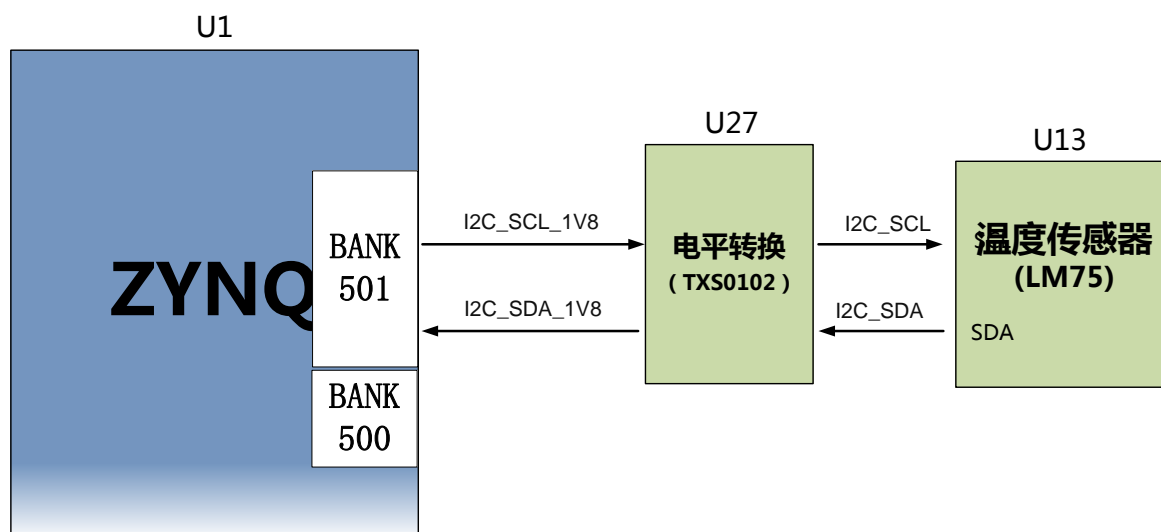 U1
U27
U13
ZYNQ
BANK
501
BANK
500
I2C_SCL_1V8
I2C_SDA_1V8
电平转换
（TXS0102）
I2C_SCL
I2C_SDA
温度传感器
(LM75)
SDA